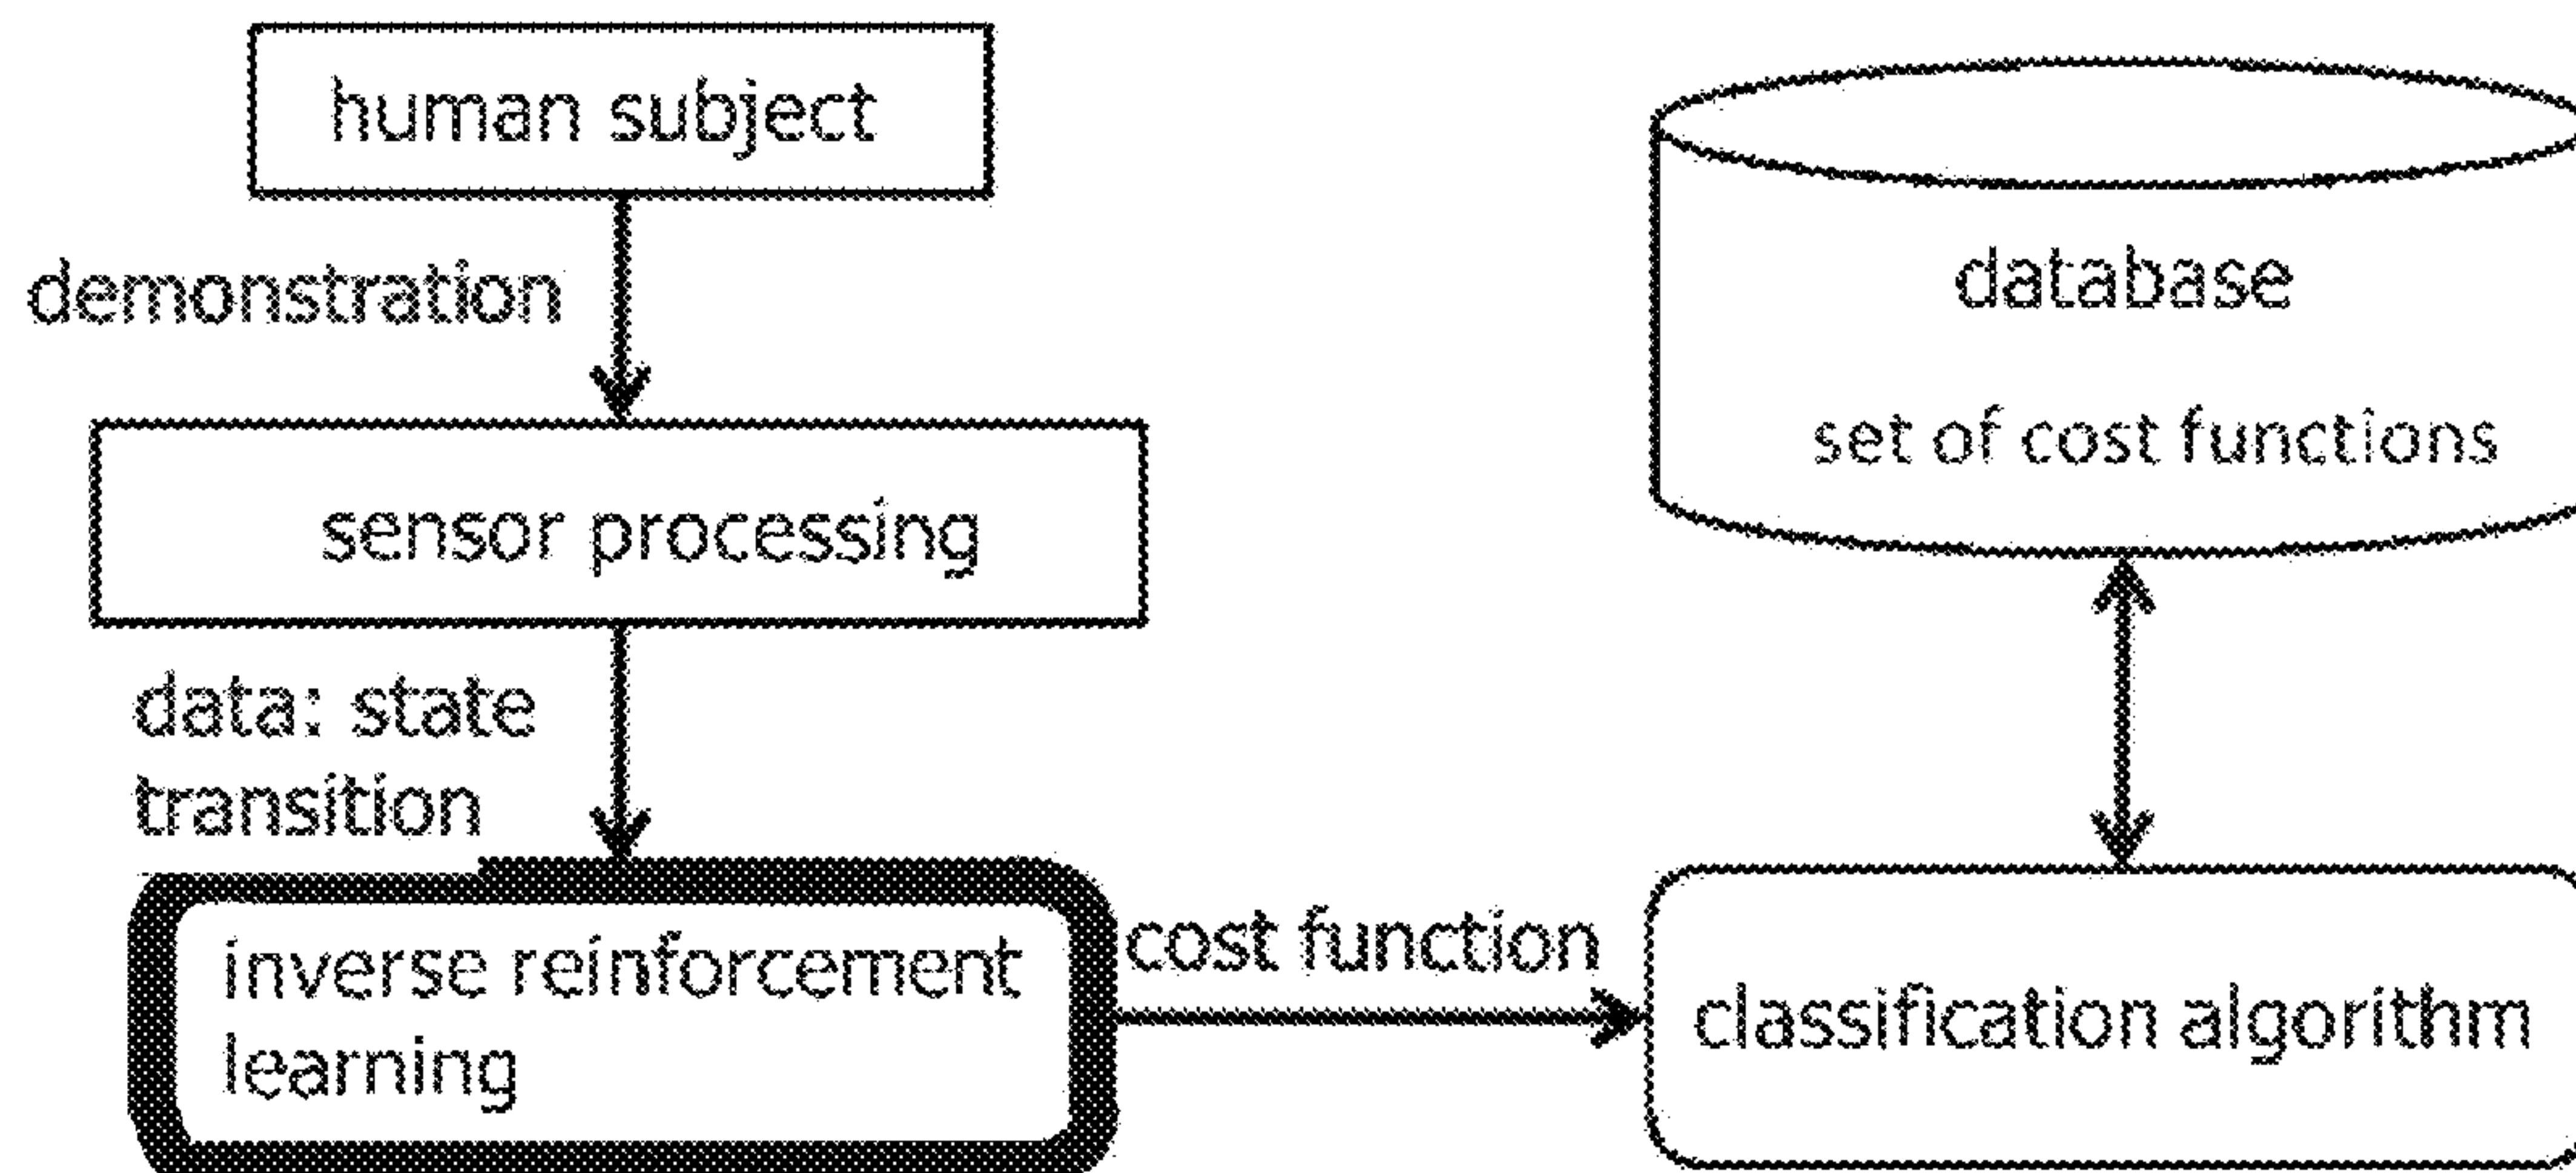 human subject
demonstration
sensor processing
data: state
transition
inverse reinforcement
learning
cost function
database
set of cost functions
classification algorithm